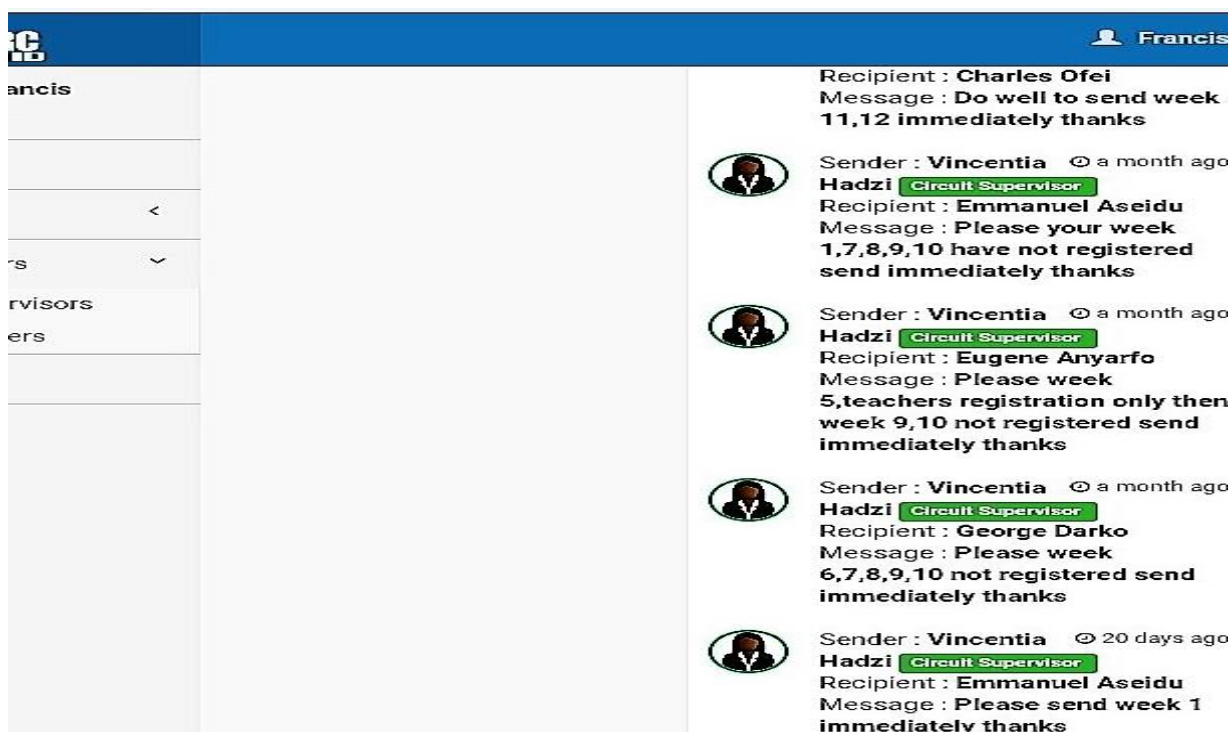 RC
Francis
ancis
<
rs
rvisors
ers
Recipient : Charles Ofei
Message : Do well to send week
11,12 immediately thanks
Sender : Vincentia a month ago
Hadzi Circuit Supervisor
Recipient : Emmanuel Aseidu
Message : Please your week
1,7,8,9,10 have not registered
send immediately thanks
Sender : Vincentia a month ago
Hadzi Circuit Supervisor
Recipient : Eugene Anyarfo
Message : Please week
5,teachers registration only then
week 9,10 not registered send
immediately thanks
Sender : Vincentia a month ago
Hadzi Circuit Supervisor
Recipient : George Darko
Message : Please week
6,7,8,9,10 not registered send
immediately thanks
Sender : Vincentia 20 days ago
Hadzi Circuit Supervisor
Recipient : Emmanuel Aseidu
Message : Please send week 1
immediately thanks